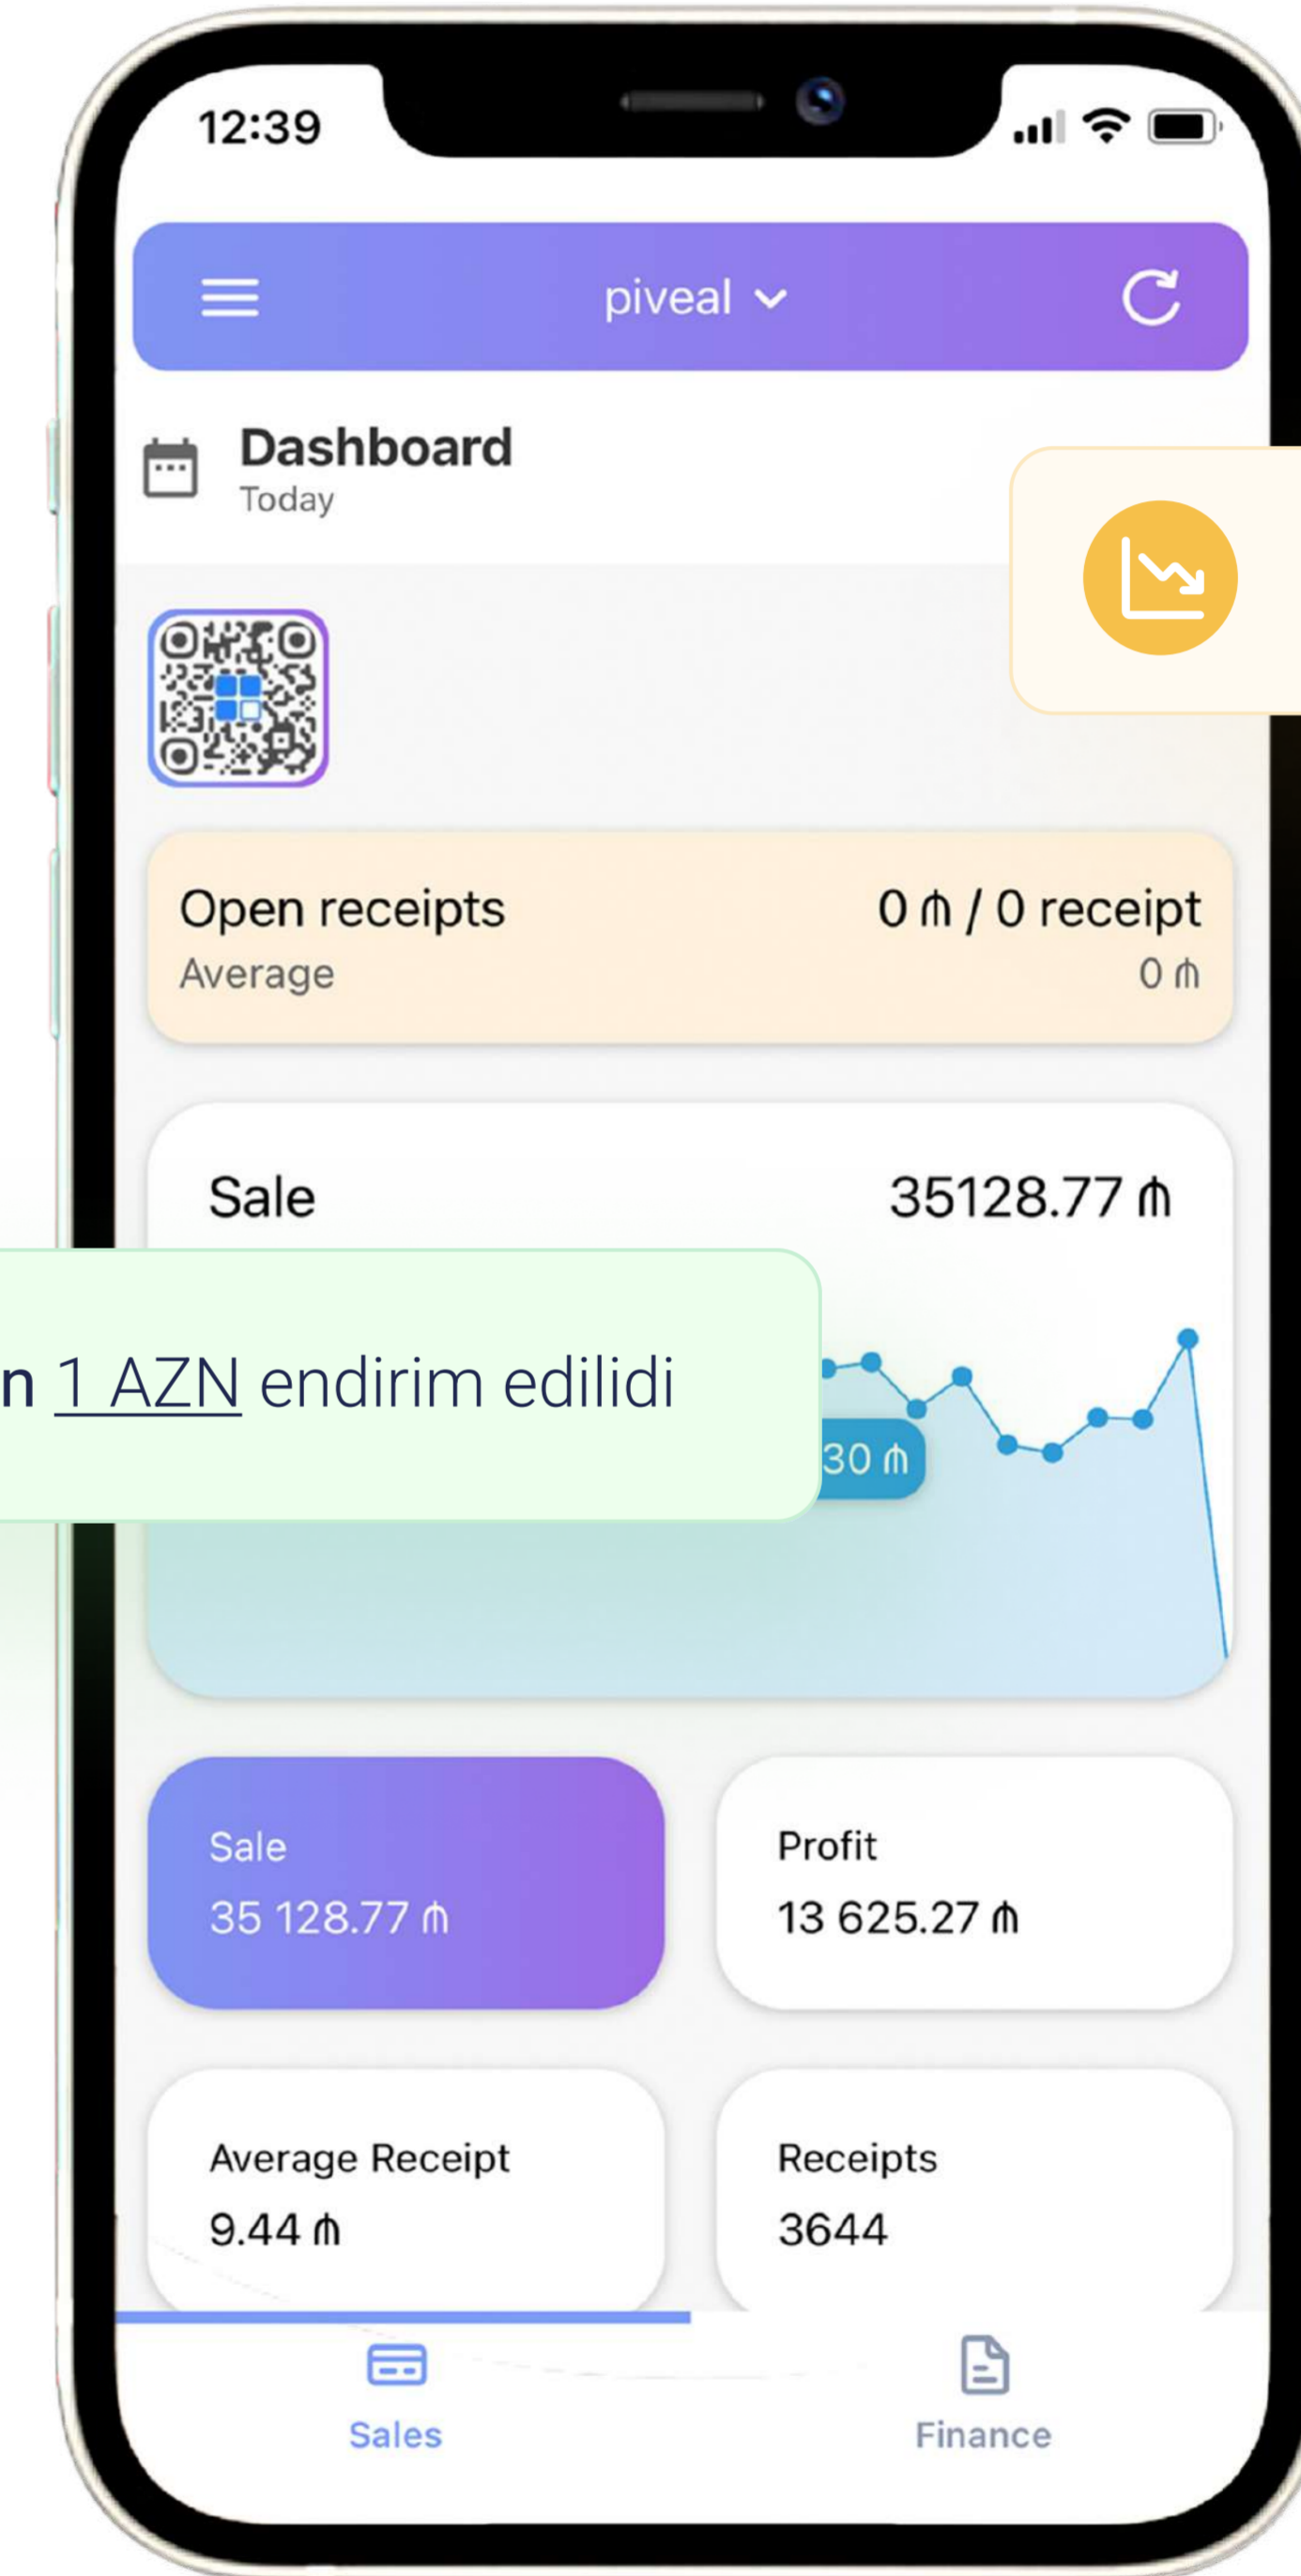 12:39
piveal
Dashboard
Today
Open receipts 0 ₼ / 0 receipt
Average 0 ₼
Sale 35128.77 ₼
1 AZN endirim edilidi
30 ₼
Sale
35 128.77 ₼
Profit
13 625.27 ₼
Average Receipt
9.44 ₼
Receipts
3644
Sales
Finance